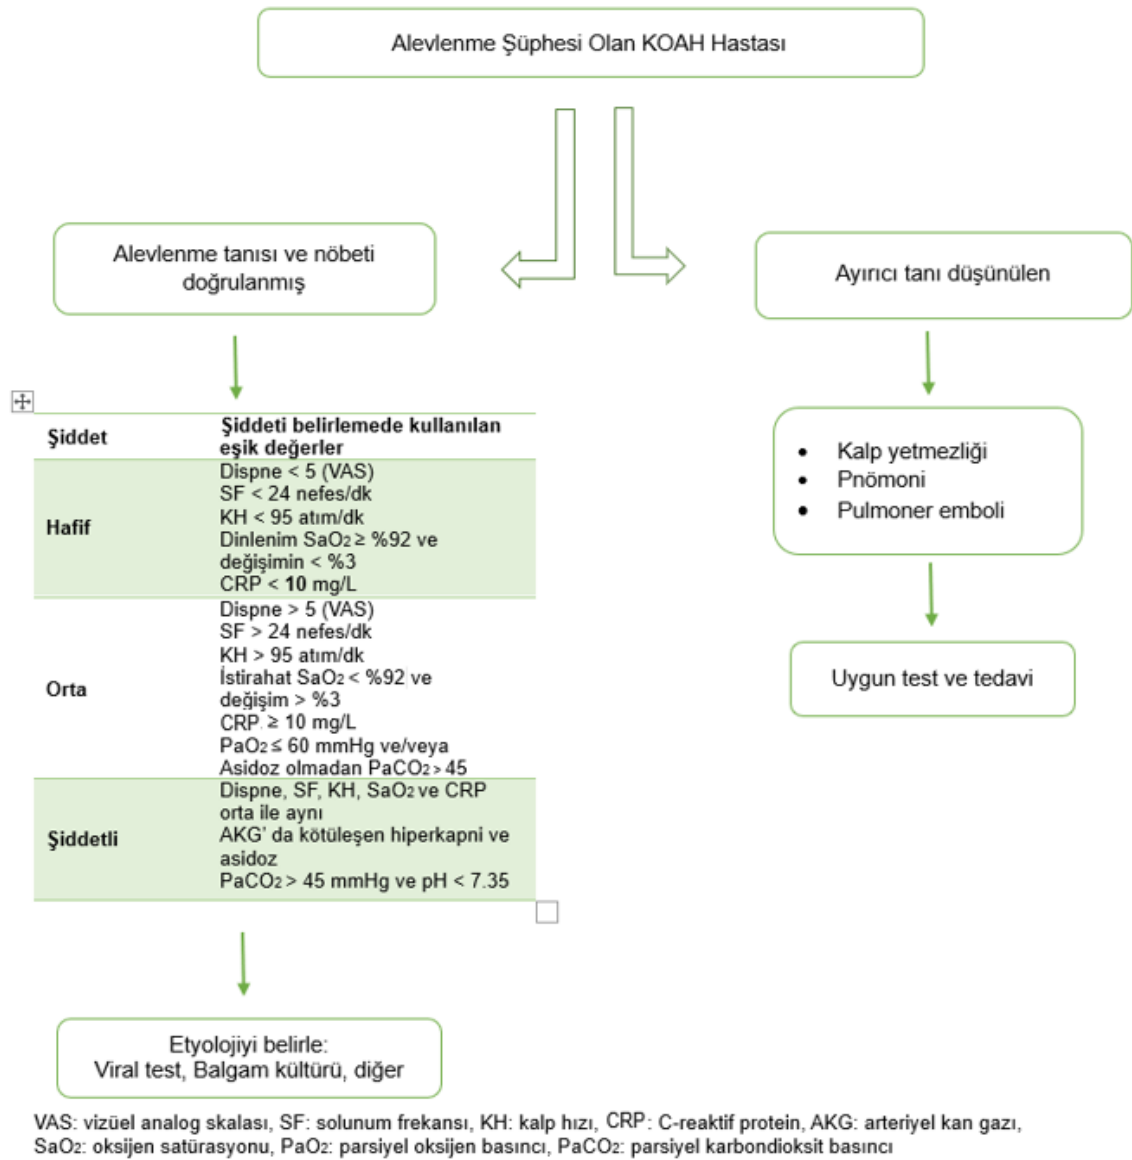 Alevlenme Şüphesi Olan KOAH Hastası
Alevlenme tanısı ve nöbeti
doğrulanmış
Ayırıcı tanı düşünülen
Şiddet
Şiddeti belirlemede kullanılan
eşik değerler
Hafif
Dispne < 5 (VAS)
SF < 24 nefes/dk
KH < 95 atım/dk
Dinlenim SaO2 ≥ %92 ve
değişimin < %3
CRP < 10 mg/L
Orta
Dispne > 5 (VAS)
SF > 24 nefes/dk
KH > 95 atım/dk
İstirahat SaO2 < %92 ve
değişim > %3
CRP. ≥ 10 mg/L
PaO2 ≤ 60 mmHg ve/veya
Asidoz olmadan PaCO2 > 45
Şiddetli
Dispne, SF, KH, SaO2 ve CRP
orta ile aynı
AKG' da kötüleşen hiperkapni ve
asidoz
PaCO2 > 45 mmHg ve pH < 7.35
• Kalp yetmezliği
• Pnömoni
• Pulmoner emboli
Uygun test ve tedavi
Etyolojiyi belirle:
Viral test, Balgam kültürü, diğer
VAS: vizüel analog skalası, SF: solunum frekansı, KH: kalp hızı, CRP: C-reaktif protein, AKG: arteriyel kan gazı,
SaO2: oksijen satürasyonu, PaO2: parsiyel oksijen basıncı, PaCO2: parsiyel karbondioksit basıncı